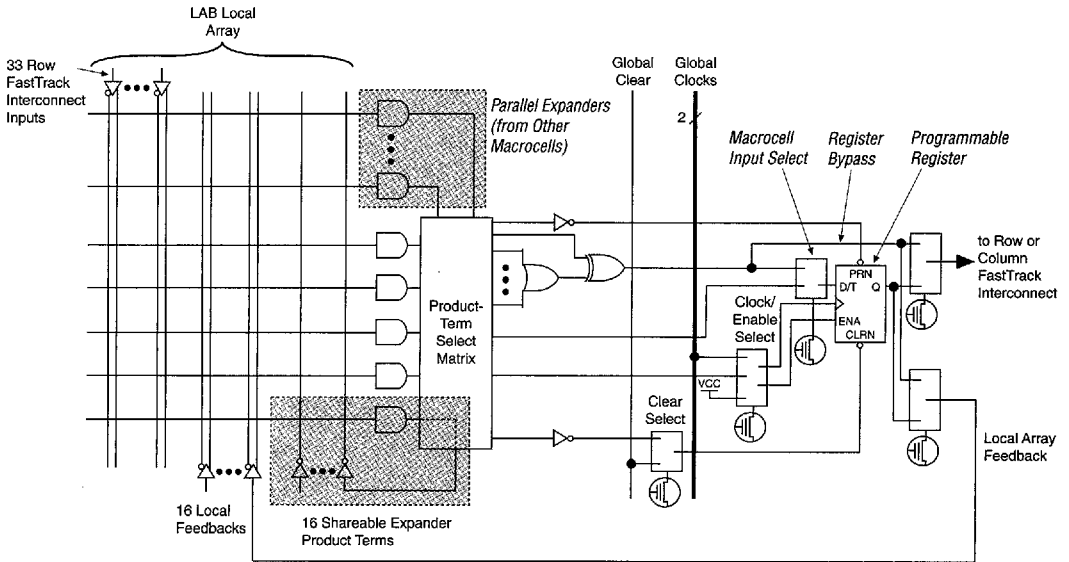 LAB Local
Array
33 Row
FastTrack
Interconnect
Inputs
Parallel Expanders
(from Other
Macrocells)
Global
Clear
Global
Clocks
2
Macrocell
Input Select
Register
Bypass
Programmable
Register
to Row or
Column
FastTrack
Interconnect
PRN
D/T Q
ENA
CLRN
Product-
Term
Select
Matrix
Clock/
Enable
Select
VCC
Clear
Select
Local Array
Feedback
16 Local
Feedbacks
16 Shareable Expander
Product Terms